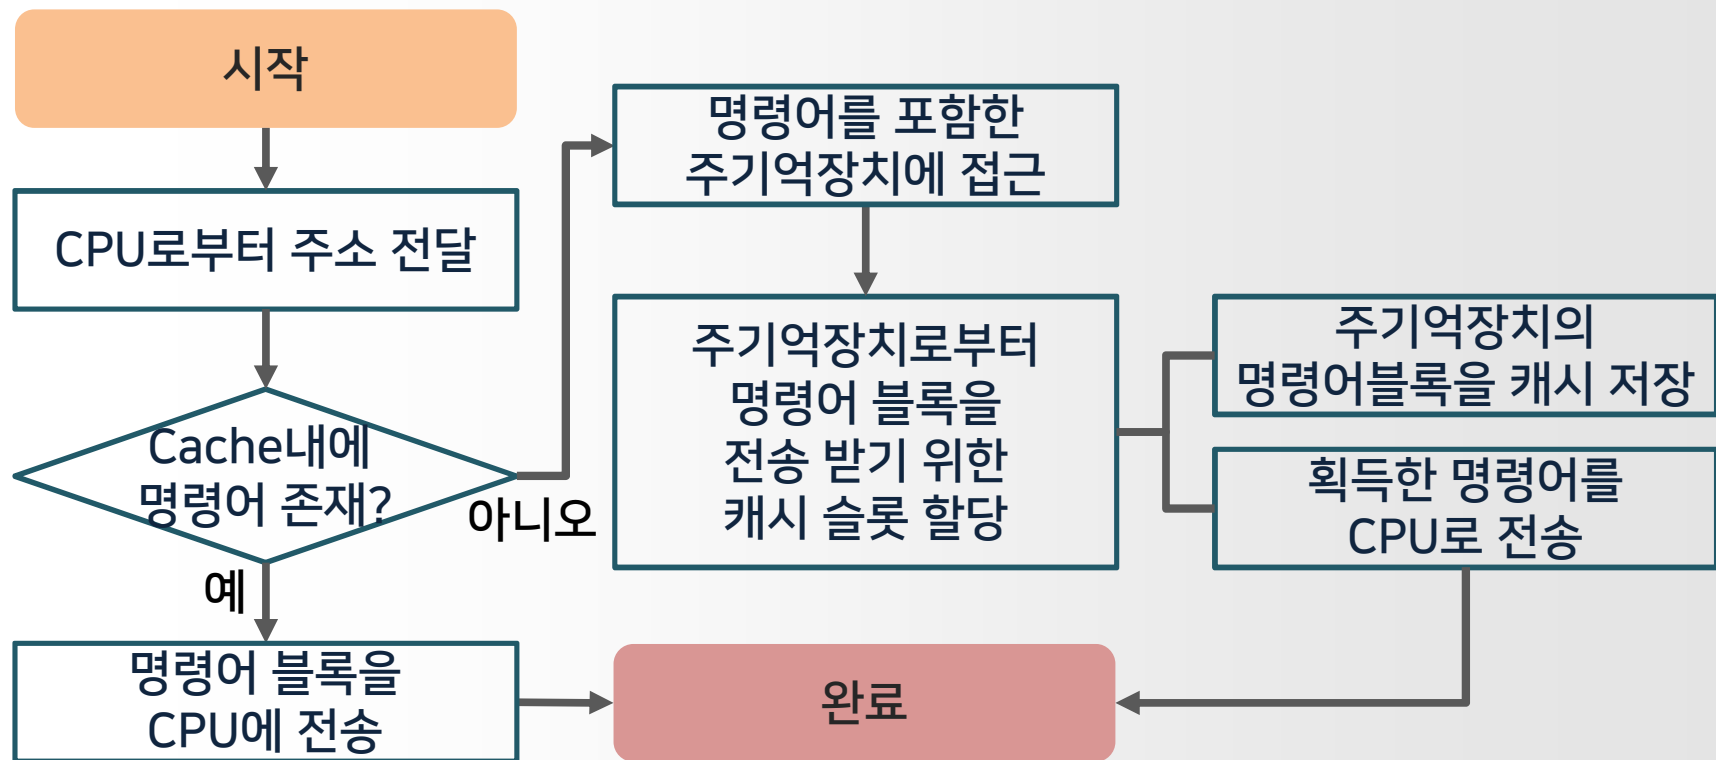 시작
CPU로부터 주소 전달
Cache내에
명령어 존재?
아니오
예
명령어 블록을
CPU에 전송
명령어를 포함한
주기억장치에 접근
주기억장치로부터
명령어 블록을
전송 받기 위한
캐시 슬롯 할당
주기억장치의
명령어블록을 캐시 저장
획득한 명령어를
CPU로 전송
완료